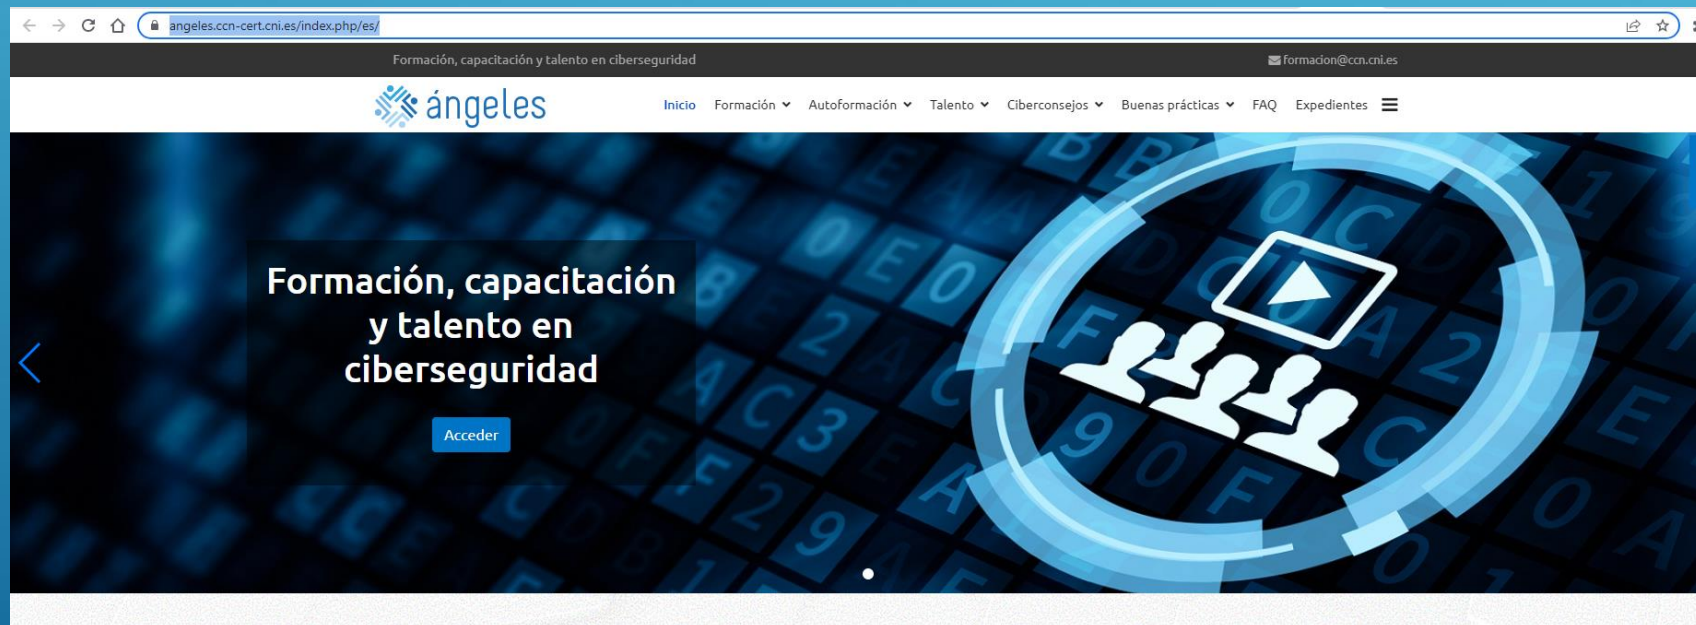 angeles.ccn-cert.cni.es/index.php/es/
Formación, capacitación y talento en ciberseguridad
formacion@ccn.cni.es
ángeles
Inicio Formación Autoformación Talento Ciberconsejos Buenas prácticas FAQ Expedientes
Formación, capacitación
y talento en
ciberseguridad
Acceder